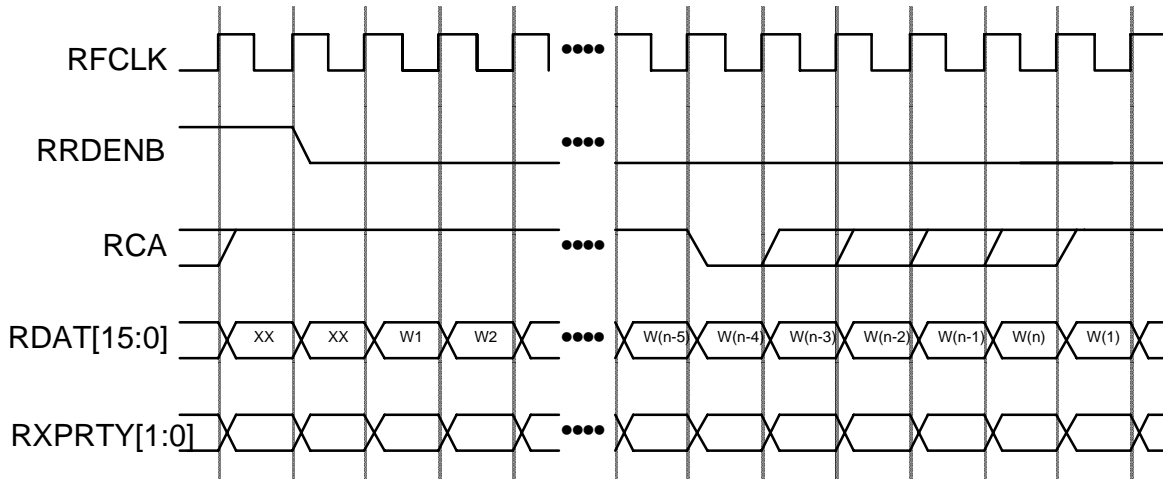 RFCLK
RRDENB
RCA
RDAT[15:0] XX XX W1 W2 W(n-5) W(n-4) W(n-3) W(n-2) W(n-1) W(n) W(1)
RXPRTY[1:0]